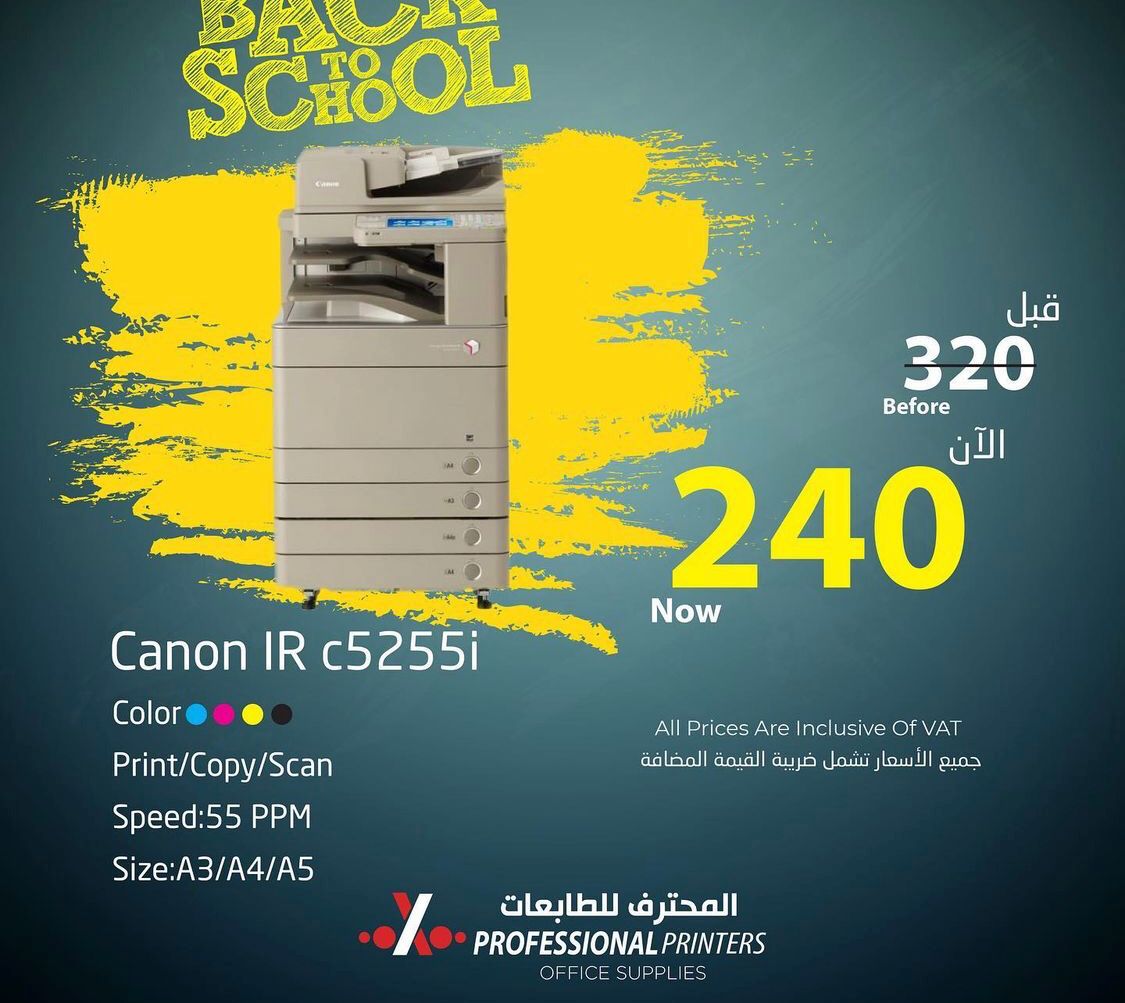 BACK
TO
SCHOOL
Canon
قبل
320
Before
الآن
240
Now
Canon IR c5255i
Color
Print/Copy/Scan
Speed:55 PPM
Size:A3/A4/A5
All Prices Are Inclusive Of VAT
جميع الأسعار تشمل ضريبة القيمة المضافة
المحترف للطابعات
PROFESSIONAL PRINTERS
OFFICE SUPPLIES